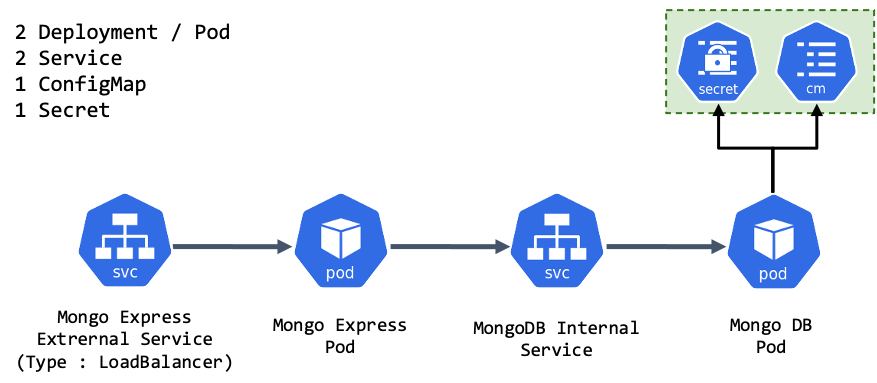 2 Deployment / Pod
2 Service
1 ConfigMap
1 Secret
secret
cm
svc
pod
svc
pod
Mongo Express
Extrernal Service
(Type : LoadBalancer)
Mongo Express
Pod
MongoDB Internal
Service
Mongo DB
Pod